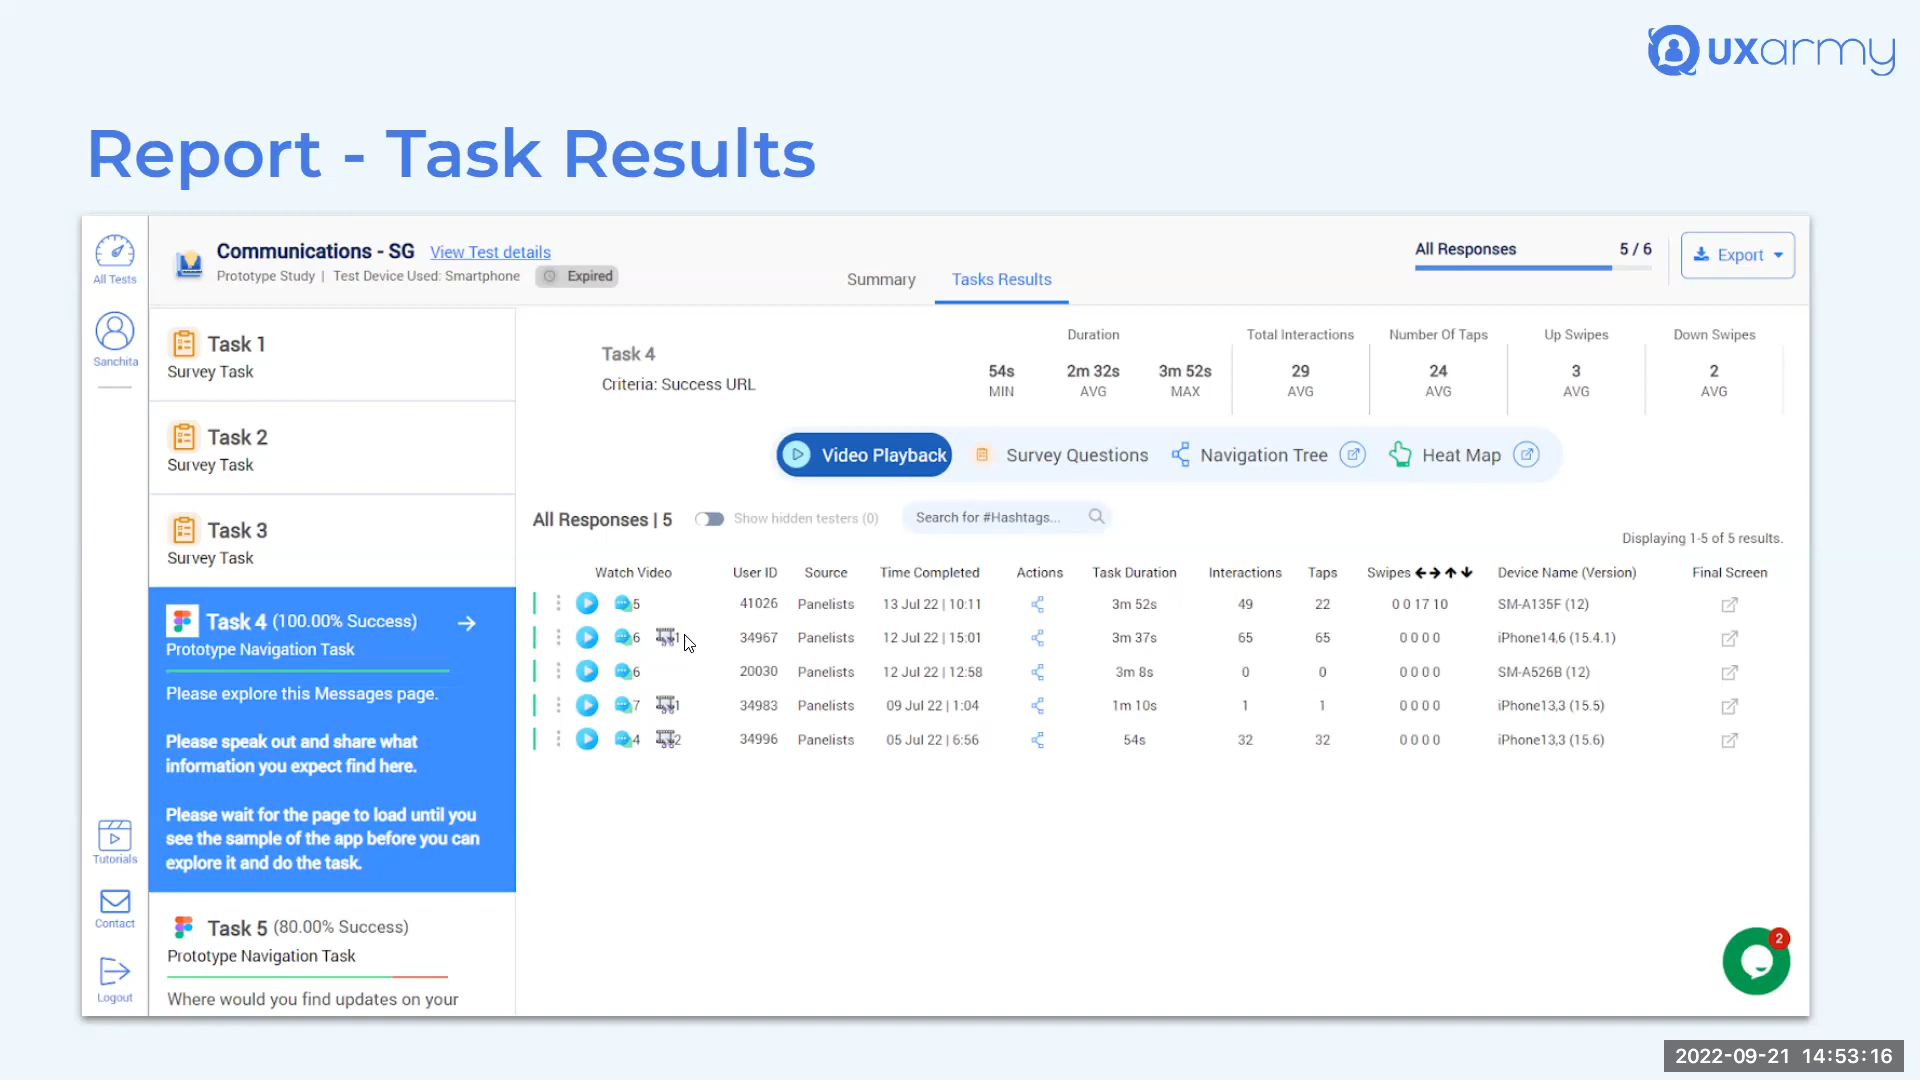 UXarmy
Report - Task Results
All Tests
Sanchita
Tutorials
Contact
Logout
Communications - SG View Test details
Prototype Study | Test Device Used: Smartphone Expired
Summary Tasks Results
All Responses 5 / 6
Export
Task 1
Survey Task
Task 2
Survey Task
Task 3
Survey Task
Task 4 (100.00% Success)
Prototype Navigation Task
Please explore this Messages page.
Please speak out and share what
information you expect find here.
Please wait for the page to load until you
see the sample of the app before you can
explore it and do the task.
Task 5 (80.00% Success)
Prototype Navigation Task
Where would you find updates on your
Task 4
Criteria: Success URL
Duration Total Interactions Number Of Taps Up Swipes Down Swipes
54s 2m 32s 3m 52s 29 24 3 2
MIN AVG MAX AVG AVG AVG AVG
Video Playback Survey Questions Navigation Tree Heat Map
All Responses | 5 Show hidden testers (0) Search for #Hashtags...
Displaying 1-5 of 5 results.
Watch Video User ID Source Time Completed Actions Task Duration Interactions Taps Swipes Device Name (Version) Final Screen
5 41026 Panelists 13 Jul 22 | 10:11 3m 52s 49 22 0 0 17 10 SM-A135F (12)
6 1 34967 Panelists 12 Jul 22 | 15:01 3m 37s 65 65 0 0 0 0 iPhone14,6 (15.4.1)
6 20030 Panelists 12 Jul 22 | 12:58 3m 8s 0 0 0 0 0 0 SM-A526B (12)
7 1 34983 Panelists 09 Jul 22 | 1:04 1m 10s 1 1 0 0 0 0 iPhone13,3 (15.5)
4 2 34996 Panelists 05 Jul 22 | 6:56 54s 32 32 0 0 0 0 iPhone13,3 (15.6)
2
2022-09-21 14:53:16